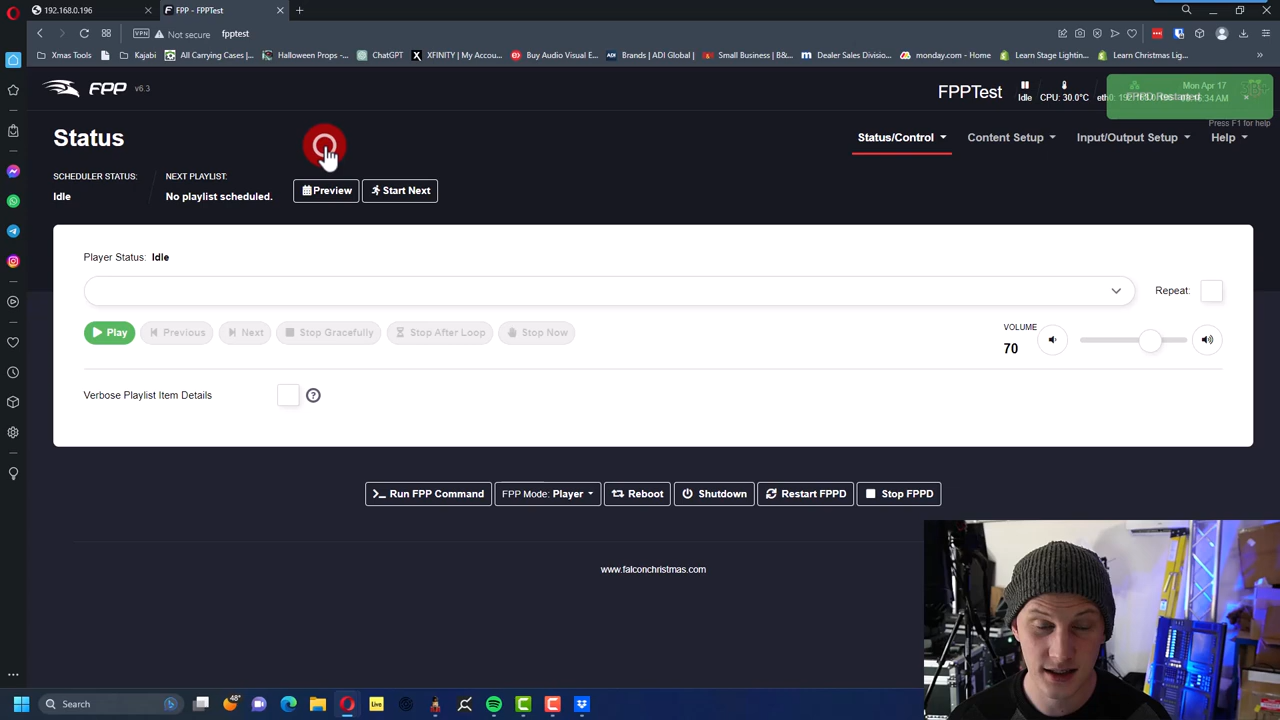 192.168.0.196
FPP - FPPTest
VPN
Not secure
fpptest
Xmas Tools
Kajabi
All Carrying Cases |...
Halloween Props -...
ChatGPT
XFINITY | My Accou...
Buy Audio Visual E...
Brands | ADI Global |...
Small Business | B&...
Dealer Sales Divisio...
monday.com - Home
Learn Stage Lightin...
Learn Christmas Lig...
FPP v6.3
FPPTest
Idle
CPU: 30.0°C
Mon Apr 17
FPPD Restarted
Press F1 for help
Status
Status/Control
Content Setup
Input/Output Setup
Help
SCHEDULER STATUS:
Idle
NEXT PLAYLIST:
No playlist scheduled.
Preview
Start Next
Player Status: Idle
Repeat:
Play
Previous
Next
Stop Gracefully
Stop After Loop
Stop Now
VOLUME
70
Verbose Playlist Item Details
Run FPP Command
FPP Mode: Player
Reboot
Shutdown
Restart FPPD
Stop FPPD
www.falconchristmas.com
Search
48°
Live